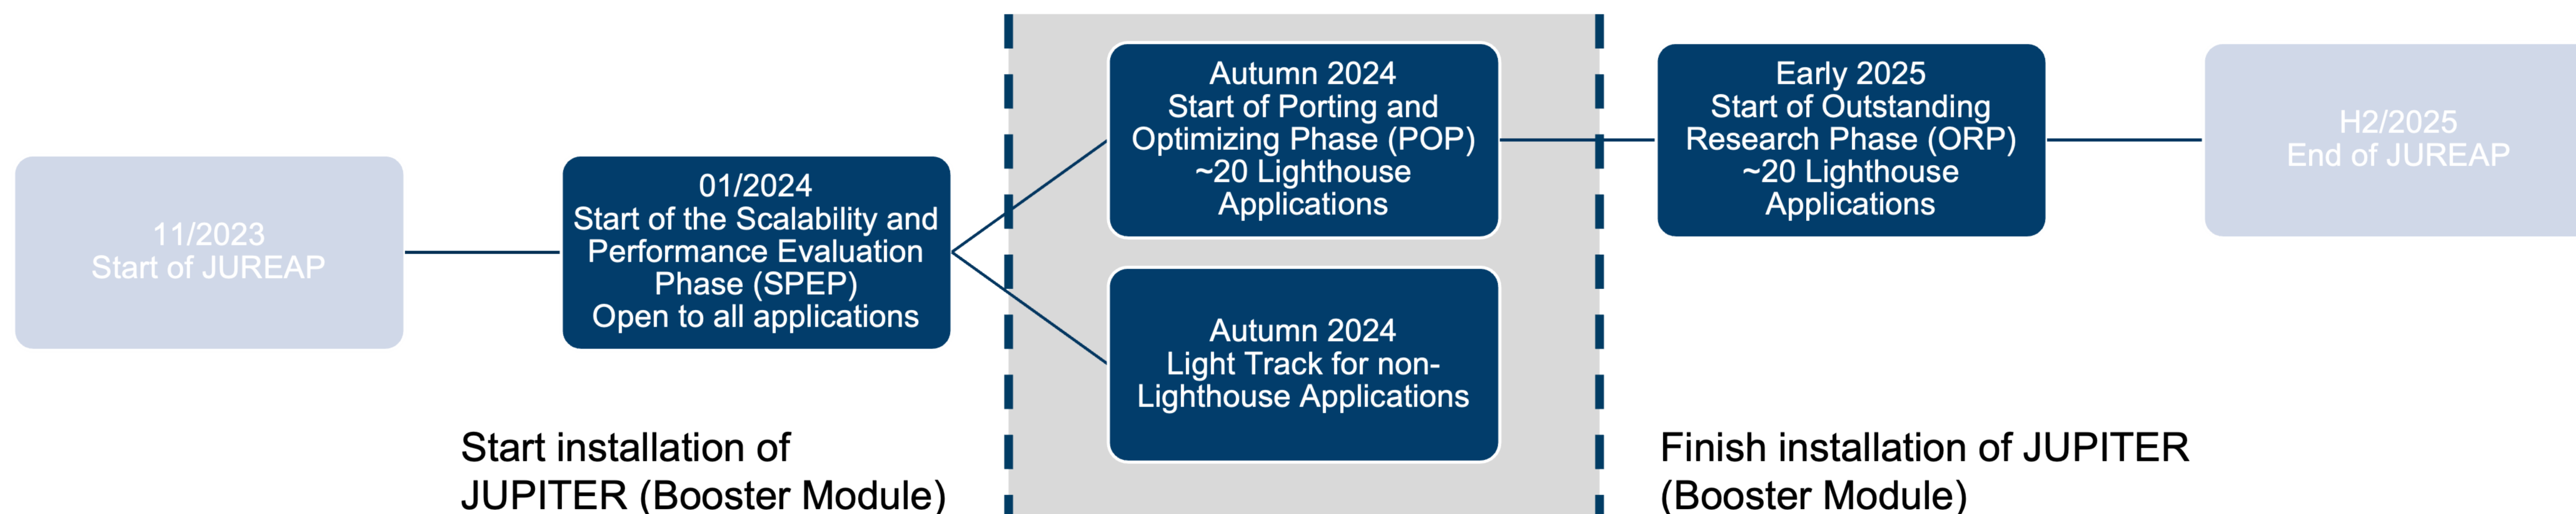 11/2023
Start of JUREAP
01/2024
Start of the Scalability and
Performance Evaluation
Phase (SPEP)
Open to all applications
Autumn 2024
Start of Porting and
Optimizing Phase (POP)
~20 Lighthouse
Applications
Autumn 2024
Light Track for non-
Lighthouse Applications
Early 2025
Start of Outstanding
Research Phase (ORP)
~20 Lighthouse
Applications
H2/2025
End of JUREAP
Start installation of
JUPITER (Booster Module)
Finish installation of JUPITER
(Booster Module)